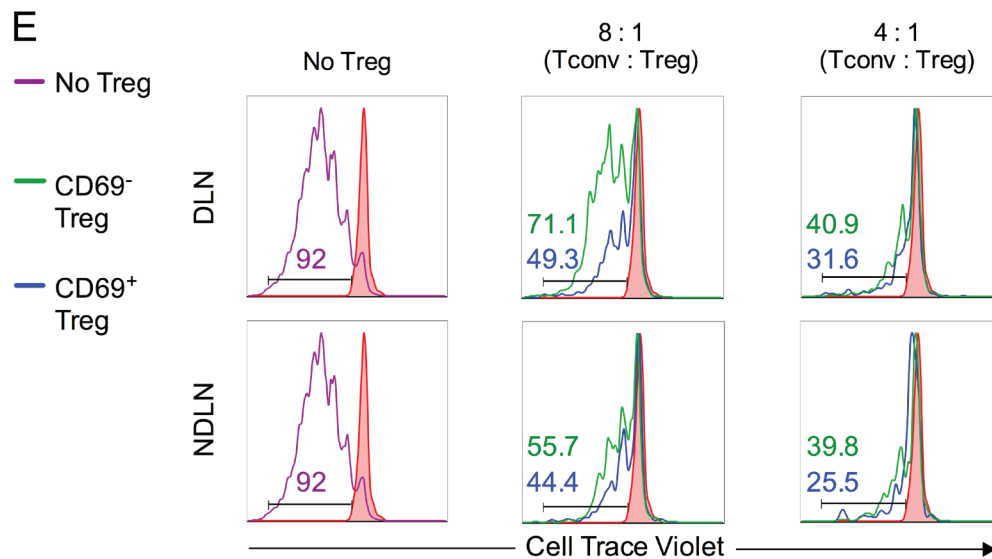 E
No Treg
CD69⁻
Treg
CD69⁺
Treg
No Treg
8 : 1
(Tconv : Treg)
4 : 1
(Tconv : Treg)
DLN
92
71.1
49.3
40.9
31.6
NDLN
92
55.7
44.4
39.8
25.5
Cell Trace Violet